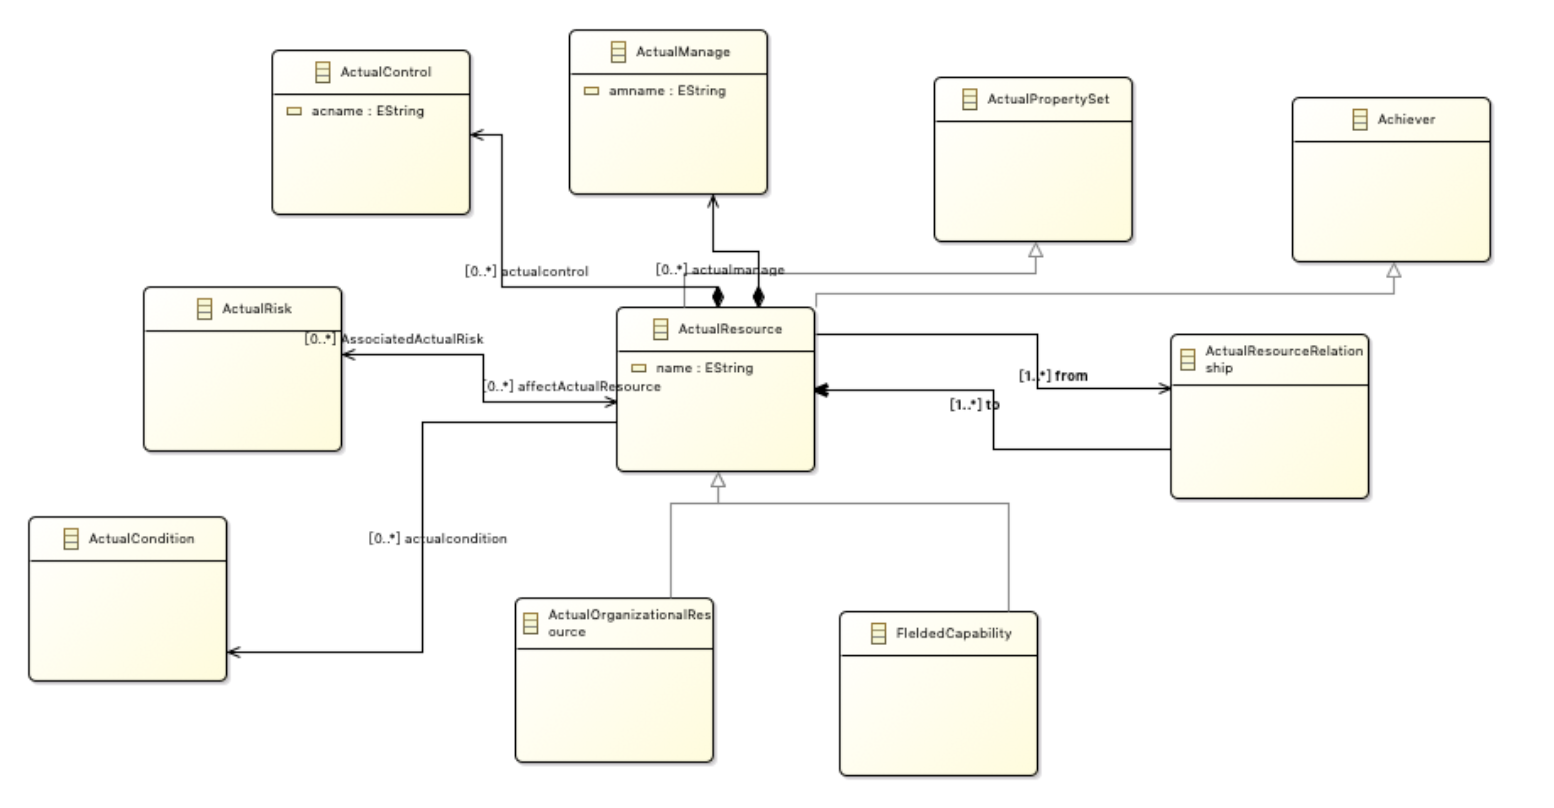 ActualManage
amname : EString
ActualControl
acname : EString
ActualPropertySet
Achiever
[0..*] actualcontrol
[0..*] actualmanage
ActualRisk
[0..*] AssociatedActualRisk
[0..*] affectActualResource
ActualResource
name : EString
ActualResourceRelation
ship
[1..*] from
[1..*] to
ActualCondition
[0..*] actualcondition
ActualOrganizationalRes
ource
FIeldedCapability